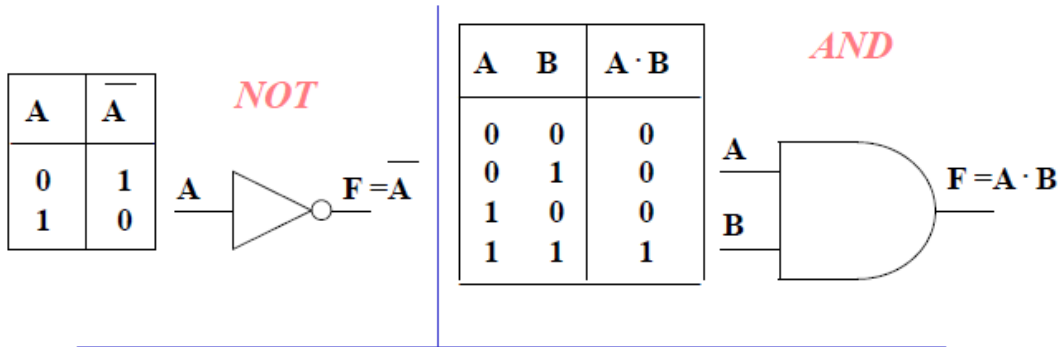 A A̅
0 1
1 0
NOT
A
F =A̅
A B A · B
0 0 0
0 1 0
1 0 0
1 1 1
AND
A
B
F =A · B